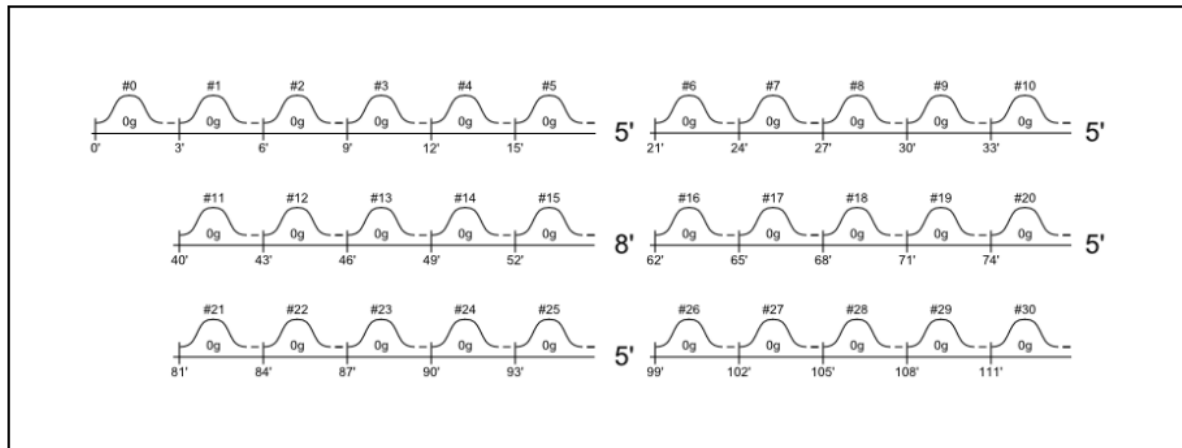 #0 #1 #2 #3 #4 #5 #6 #7 #8 #9 #10
0g 0g 0g 0g 0g 0g 5' 0g 0g 0g 0g 0g 5'
0' 3' 6' 9' 12' 15' 21' 24' 27' 30' 33'
#11 #12 #13 #14 #15 #16 #17 #18 #19 #20
0g 0g 0g 0g 0g 8' 0g 0g 0g 0g 0g 5'
40' 43' 46' 49' 52' 62' 65' 68' 71' 74'
#21 #22 #23 #24 #25 #26 #27 #28 #29 #30
0g 0g 0g 0g 0g 5' 0g 0g 0g 0g 0g
81' 84' 87' 90' 93' 99' 102' 105' 108' 111'